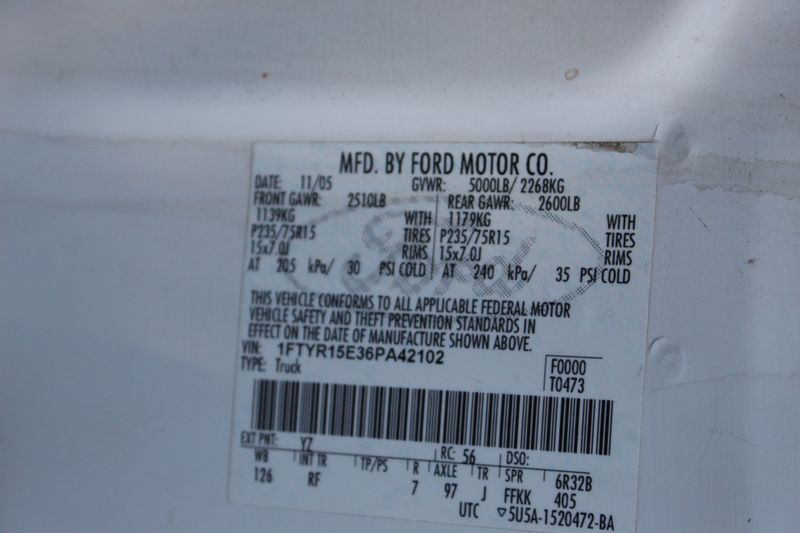 MFD. BY FORD MOTOR CO.
DATE: 11/05 GVWR: 5000LB/ 2268KG
FRONT GAWR: 2510LB REAR GAWR: 2600LB
1139KG WITH 1179KG WITH
P235/75R15 TIRES P235/75R15 TIRES
15x7.0J RIMS 15x7.0J RIMS
AT 205 kPa/ 30 PSI COLD AT 240 kPa/ 35 PSI COLD
Ford
THIS VEHICLE CONFORMS TO ALL APPLICABLE FEDERAL MOTOR
VEHICLE SAFETY AND THEFT PREVENTION STANDARDS IN
EFFECT ON THE DATE OF MANUFACTURE SHOWN ABOVE.
VIN: 1FTYR15E36PA42102 F0000
TYPE: Truck T0473
EXT PNT: YZ RC: 56 DSO:
WB INT TR TP/PS R AXLE TR SPR 6R32B
126 RF 7 97 J FFKK 405
UTC ▽5U5A-1520472-BA